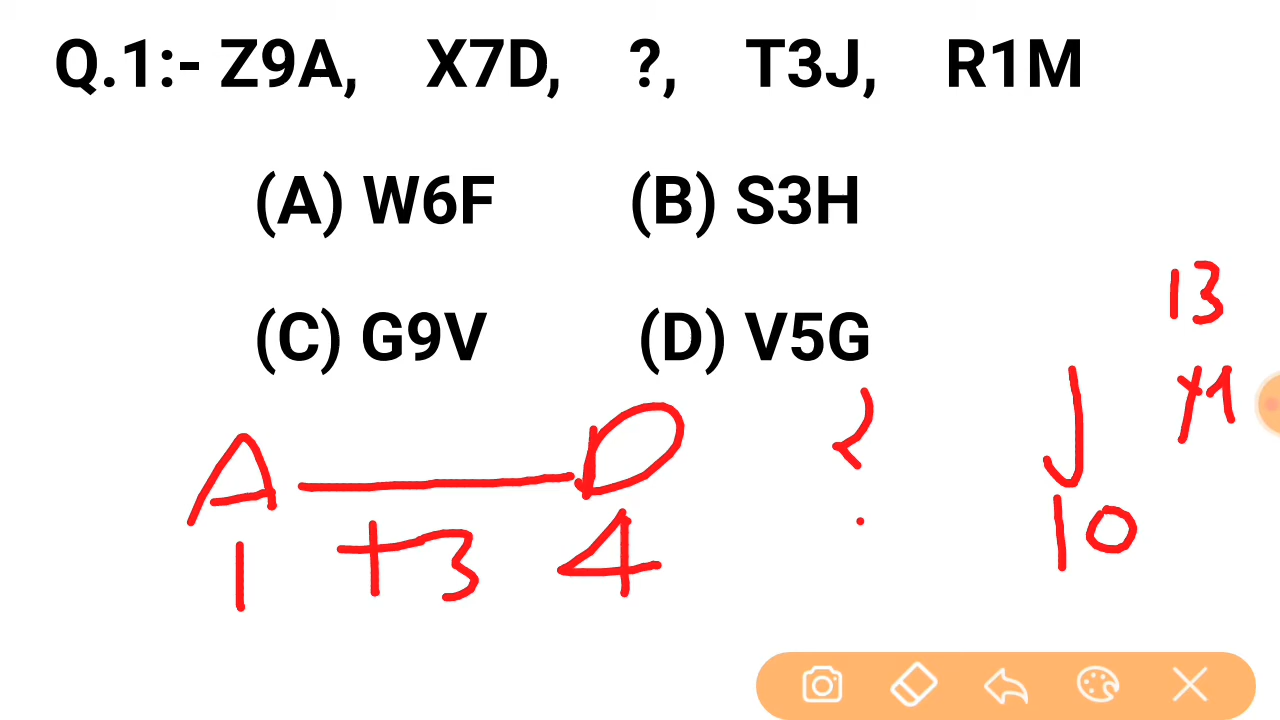 Q.1:- Z9A, X7D, ?, T3J, R1M
(A) W6F (B) S3H
(C) G9V (D) V5G
13
A D ? J M
1 +3 4 10